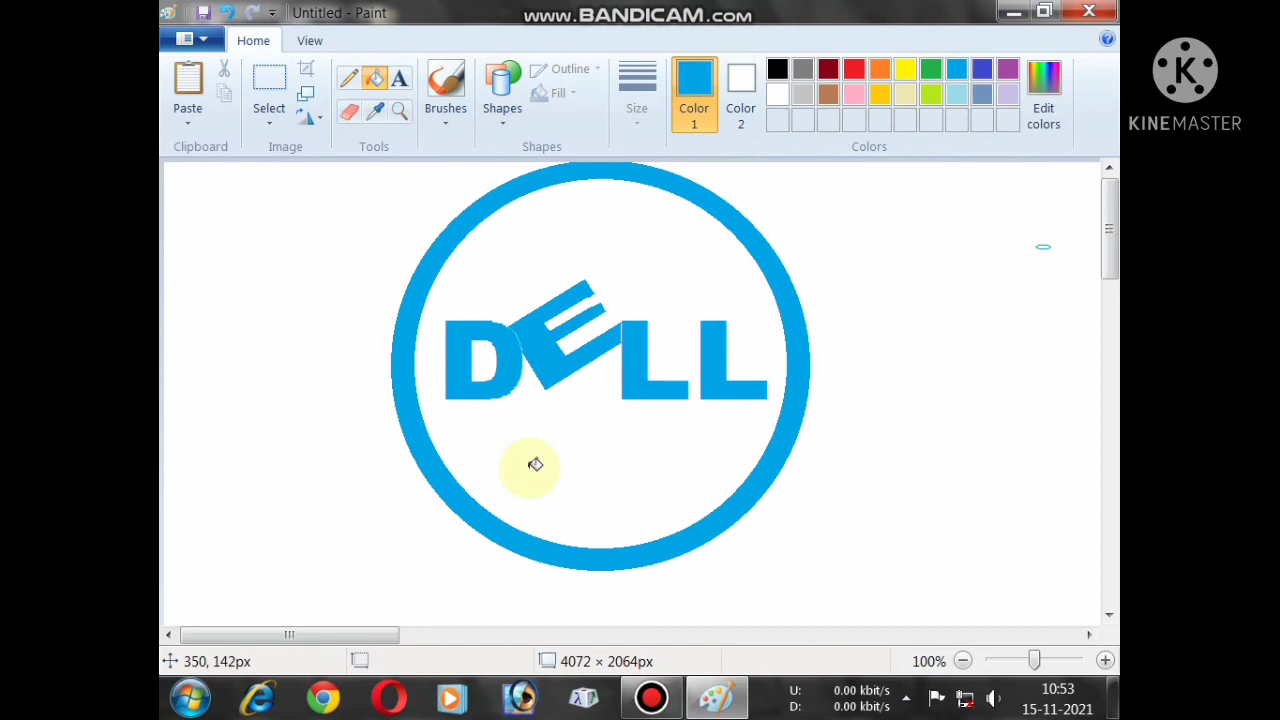 Untitled - Paint
www.BANDICAM.com
Home
View
Paste
Select
Brushes
Shapes
Outline
Fill
Size
Color 1
Color 2
Edit colors
Clipboard
Image
Tools
Shapes
Colors
K
KINEMASTER
DELL
350, 142px
4072 × 2064px
100%
U: 0.00 kbit/s
D: 0.00 kbit/s
10:53
15-11-2021